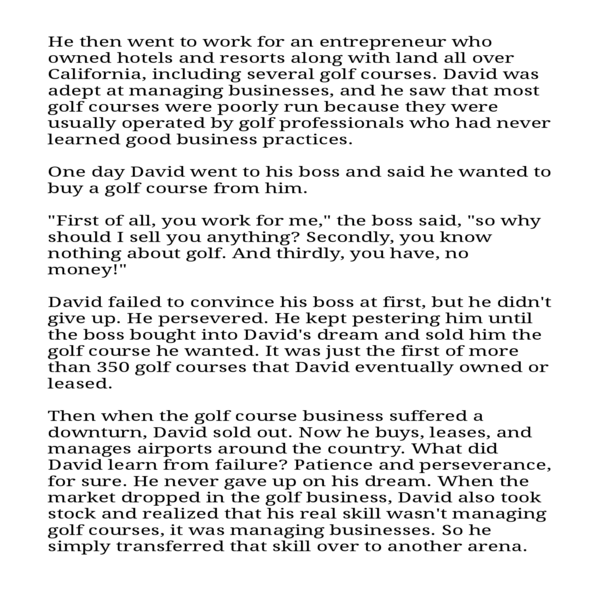 He then went to work for an entrepreneur who
owned hotels and resorts along with land all over
California, including several golf courses. David was
adept at managing businesses, and he saw that most
golf courses were poorly run because they were
usually operated by golf professionals who had never
learned good business practices.
One day David went to his boss and said he wanted to
buy a golf course from him.
"First of all, you work for me," the boss said, "so why
should I sell you anything? Secondly, you know
nothing about golf. And thirdly, you have, no
money!"
David failed to convince his boss at first, but he didn't
give up. He persevered. He kept pestering him until
the boss bought into David's dream and sold him the
golf course he wanted. It was just the first of more
than 350 golf courses that David eventually owned or
leased.
Then when the golf course business suffered a
downturn, David sold out. Now he buys, leases, and
manages airports around the country. What did
David learn from failure? Patience and perseverance,
for sure. He never gave up on his dream. When the
market dropped in the golf business, David also took
stock and realized that his real skill wasn't managing
golf courses, it was managing businesses. So he
simply transferred that skill over to another arena.